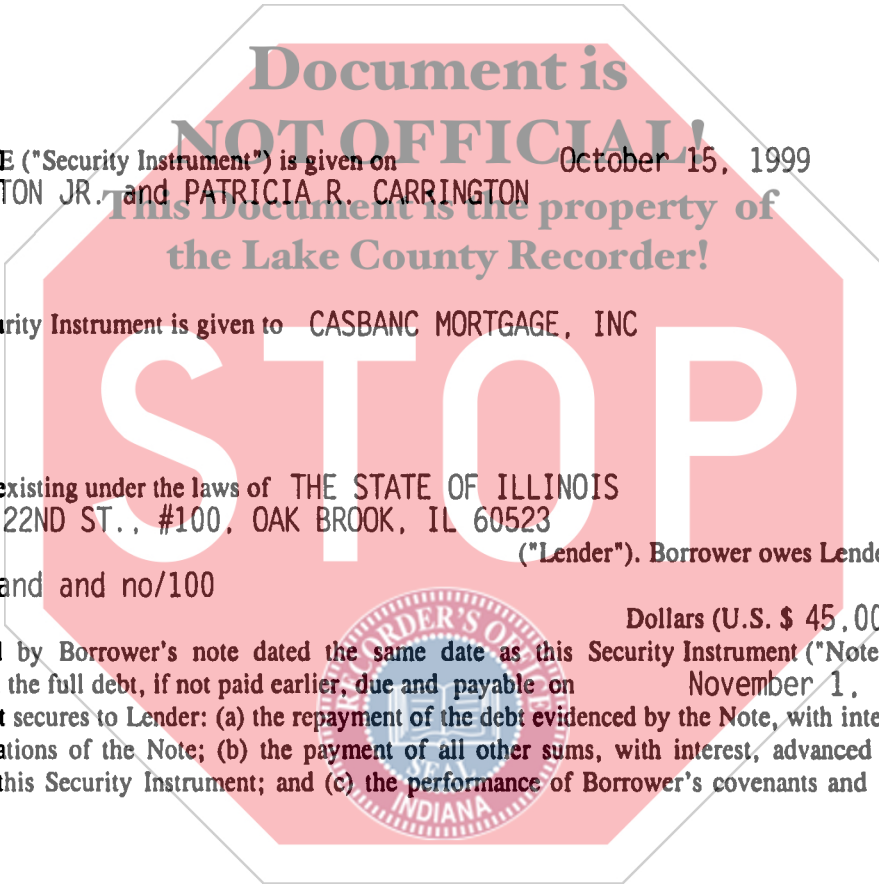 Document is
NOT OFFICIAL!
E ("Security Instrument") is given on October 15, 1999
TON JR. and PATRICIA R. CARRINGTON
This Document is the property of
the Lake County Recorder!
urity Instrument is given to CASBANC MORTGAGE, INC
STOP
existing under the laws of THE STATE OF ILLINOIS
22ND ST., #100, OAK BROOK, IL 60523
("Lender"). Borrower owes Lende
and and no/100
Dollars (U.S. $ 45,00
by Borrower's note dated the same date as this Security Instrument ("Note
the full debt, if not paid earlier, due and payable on November 1,
t secures to Lender: (a) the repayment of the debt evidenced by the Note, with inte
ations of the Note; (b) the payment of all other sums, with interest, advanced
this Security Instrument; and (c) the performance of Borrower's covenants and
RECORDER'S OFFICE
SEAL
INDIANA